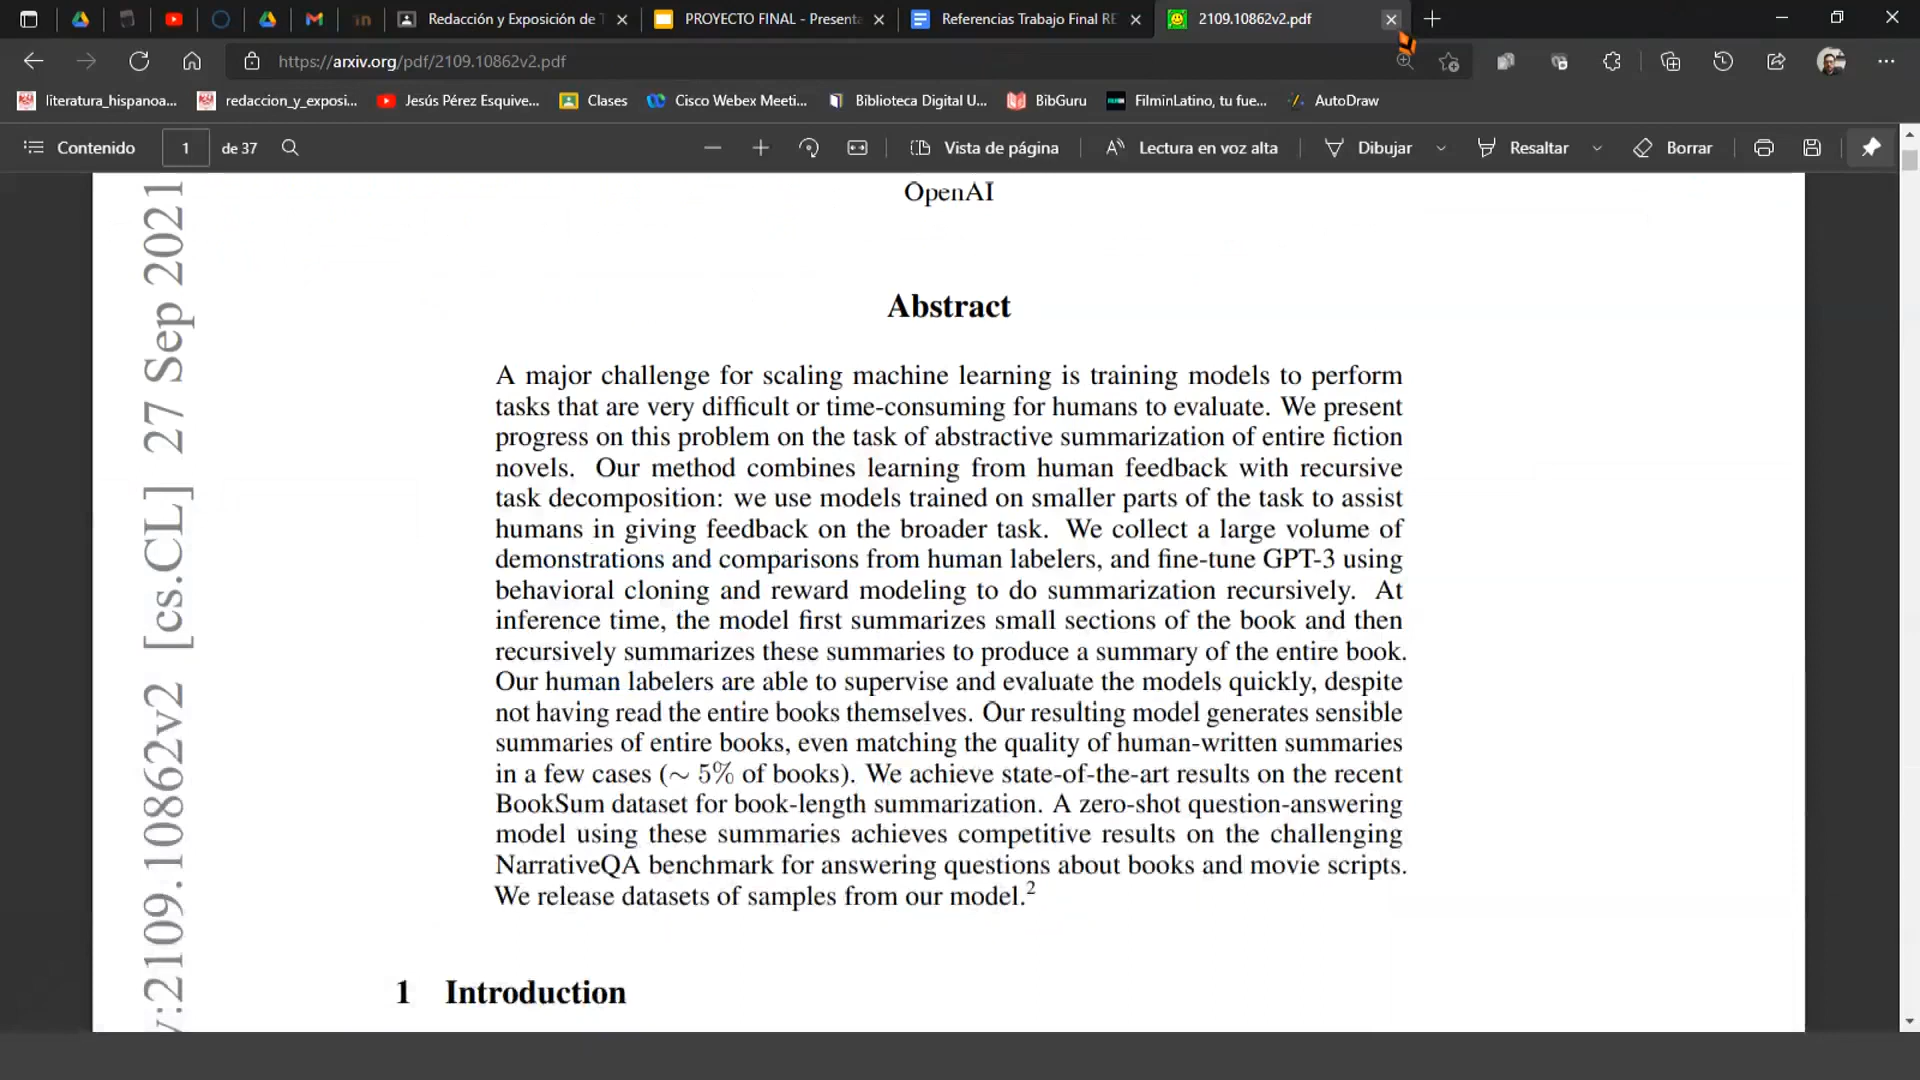 Redacción y Exposición de T
PROYECTO FINAL - Presenta
Referencias Trabajo Final RE
2109.10862v2.pdf
https://arxiv.org/pdf/2109.10862v2.pdf
literatura_hispanoa...
redaccion_y_exposi...
Jesús Pérez Esquive...
Clases
Cisco Webex Meeti...
Biblioteca Digital U...
BibGuru
FilminLatino, tu fue...
AutoDraw
Contenido
1
de 37
Vista de página
Lectura en voz alta
Dibujar
Resaltar
Borrar
v:2109.10862v2 [cs.CL] 27 Sep 2021
OpenAI
Abstract
A major challenge for scaling machine learning is training models to perform
tasks that are very difficult or time-consuming for humans to evaluate. We present
progress on this problem on the task of abstractive summarization of entire fiction
novels. Our method combines learning from human feedback with recursive
task decomposition: we use models trained on smaller parts of the task to assist
humans in giving feedback on the broader task. We collect a large volume of
demonstrations and comparisons from human labelers, and fine-tune GPT-3 using
behavioral cloning and reward modeling to do summarization recursively. At
inference time, the model first summarizes small sections of the book and then
recursively summarizes these summaries to produce a summary of the entire book.
Our human labelers are able to supervise and evaluate the models quickly, despite
not having read the entire books themselves. Our resulting model generates sensible
summaries of entire books, even matching the quality of human-written summaries
in a few cases (∼ 5% of books). We achieve state-of-the-art results on the recent
BookSum dataset for book-length summarization. A zero-shot question-answering
model using these summaries achieves competitive results on the challenging
NarrativeQA benchmark for answering questions about books and movie scripts.
We release datasets of samples from our model.²
1 Introduction